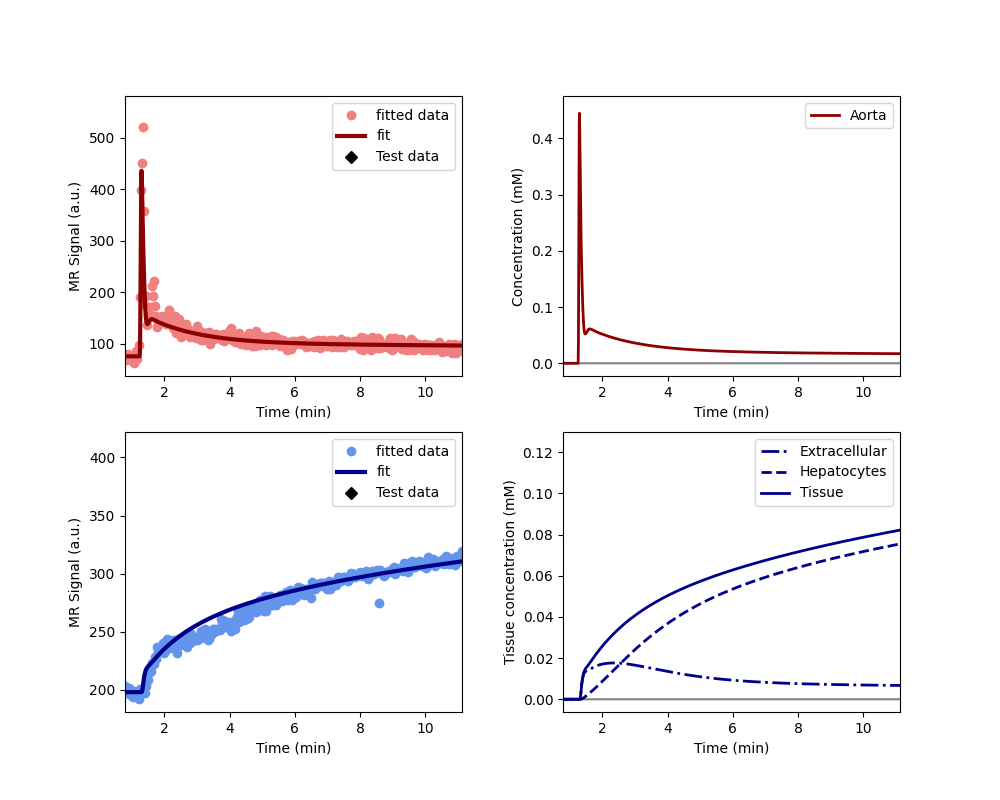 MR Signal (a.u.)
500
400
300
200
100
2 4 6 8 10
Time (min)
fitted data
fit
Test data
Concentration (mM)
0.4
0.3
0.2
0.1
0.0
2 4 6 8 10
Time (min)
Aorta
MR Signal (a.u.)
400
350
300
250
200
2 4 6 8 10
Time (min)
fitted data
fit
Test data
Tissue concentration (mM)
0.12
0.10
0.08
0.06
0.04
0.02
0.00
2 4 6 8 10
Time (min)
Extracellular
Hepatocytes
Tissue